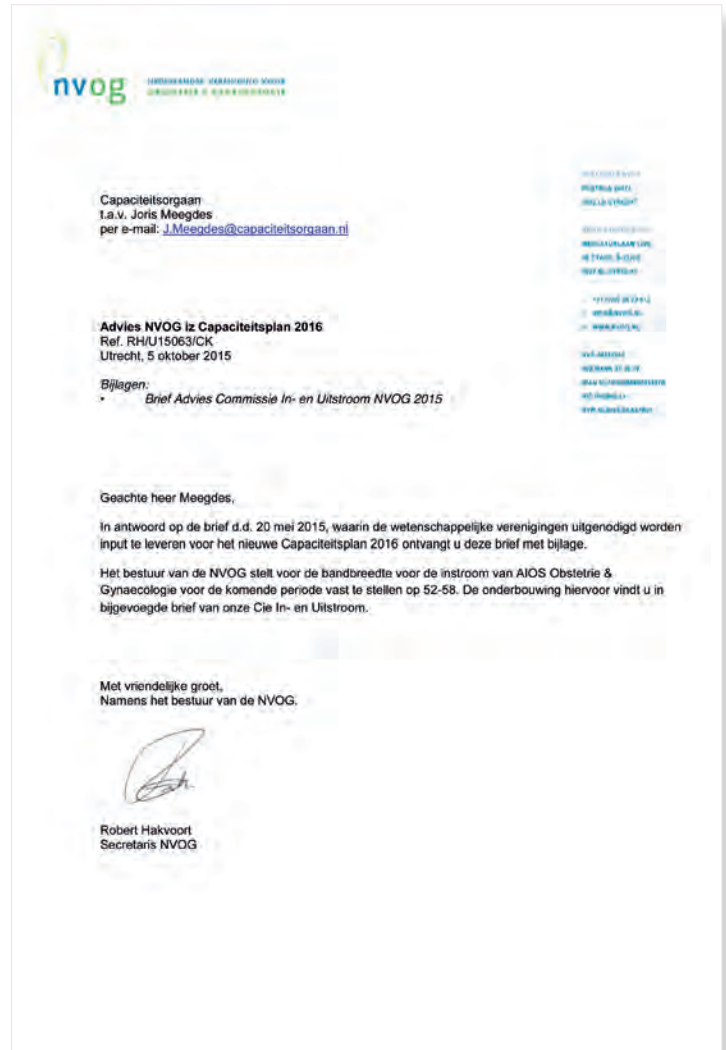 nvog
Capaciteitsorgaan
t.a.v. Joris Meegdes
per e-mail: J.Meegdes@capaciteitsorgaan.nl
Advies NVOG iz Capaciteitsplan 2016
Ref. RH/U15063/CK
Utrecht, 5 oktober 2015
Bijlagen:
• Brief Advies Commissie In- en Uitstroom NVOG 2015
Geachte heer Meegdes,
In antwoord op de brief d.d. 20 mei 2015, waarin de wetenschappelijke verenigingen uitgenodigd worden
input te leveren voor het nieuwe Capaciteitsplan 2016 ontvangt u deze brief met bijlage.
Het bestuur van de NVOG stelt voor de bandbreedte voor de instroom van AIOS Obstetrie &
Gynaecologie voor de komende periode vast te stellen op 52-58. De onderbouwing hiervoor vindt u in
bijgevoegde brief van onze Cie In- en Uitstroom.
Met vriendelijke groet,
Namens het bestuur van de NVOG.
Robert Hakvoort
Secretaris NVOG